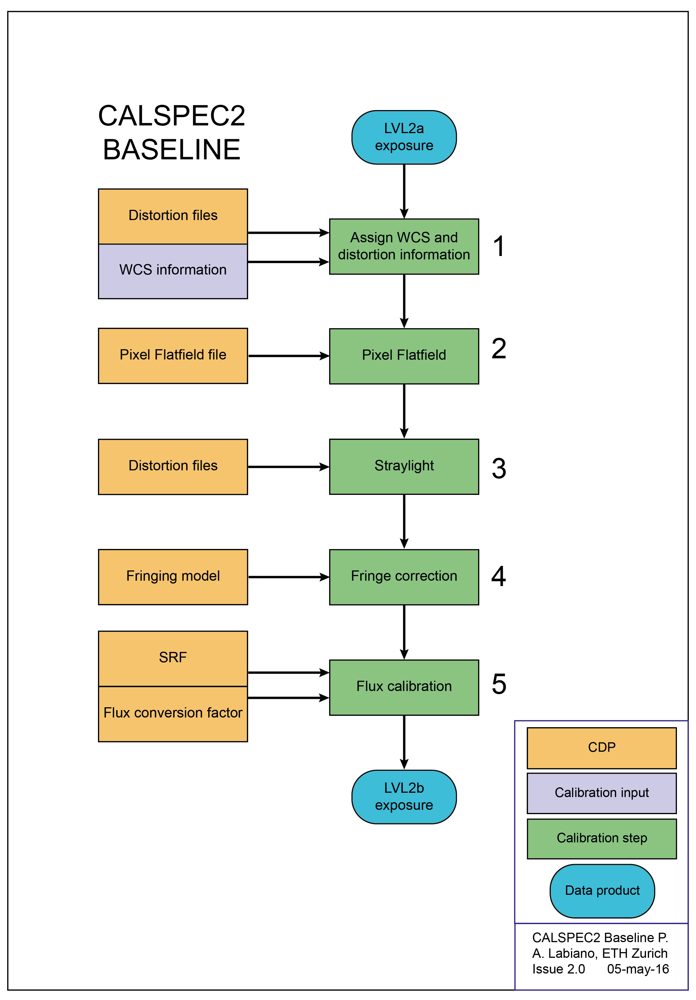 CALSPEC2
BASELINE
LVL2a
exposure
Distortion files
WCS information
Assign WCS and
distortion information
1
Pixel Flatfield file
Pixel Flatfield
2
Distortion files
Straylight
3
Fringing model
Fringe correction
4
SRF
Flux conversion factor
Flux calibration
5
LVL2b
exposure
CDP
Calibration input
Calibration step
Data product
CALSPEC2 Baseline P.
A. Labiano, ETH Zurich
Issue 2.0 05-may-16